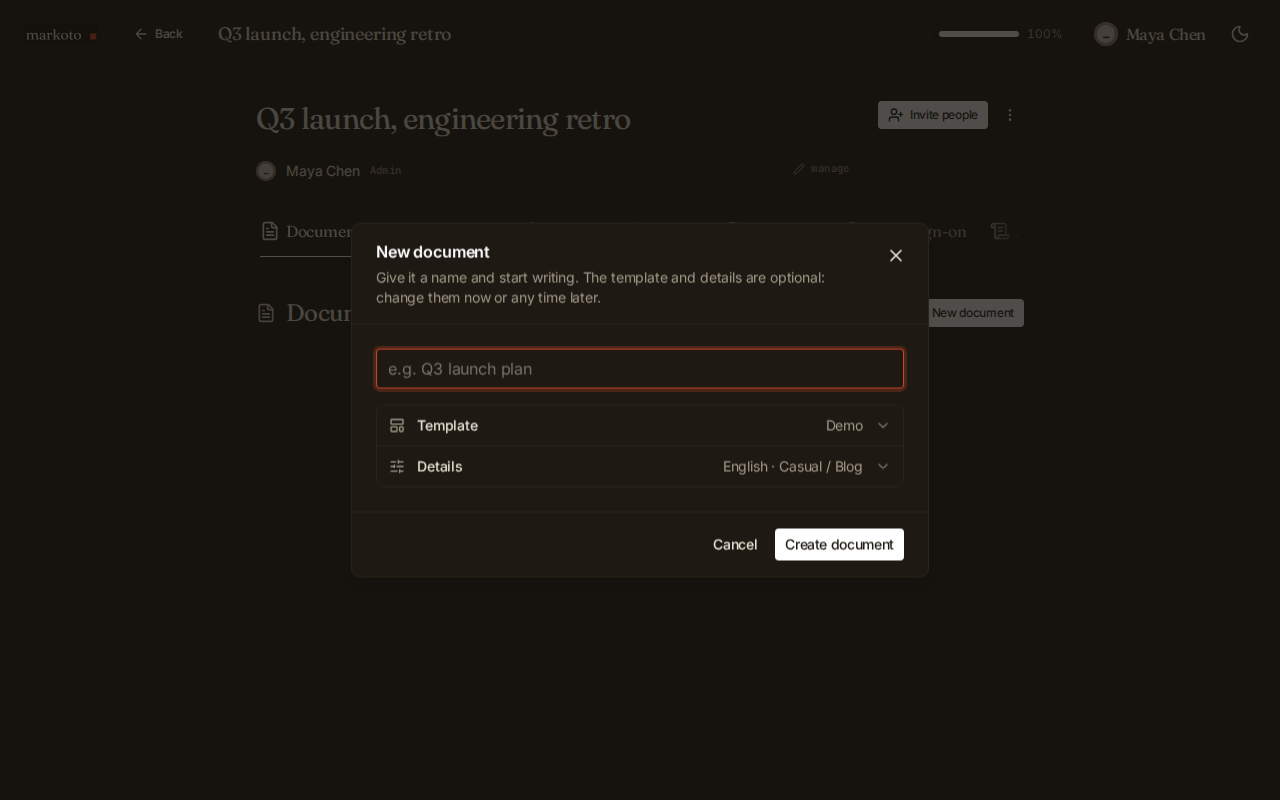 markoto
Back
Q3 launch, engineering retro
100%
Maya Chen
Q3 launch, engineering retro
Invite people
Maya Chen
Admin
manage
New document
Give it a name and start writing. The template and details are optional:
change them now or any time later.
New document
e.g. Q3 launch plan
Template
Demo
Details
English · Casual / Blog
Cancel
Create document